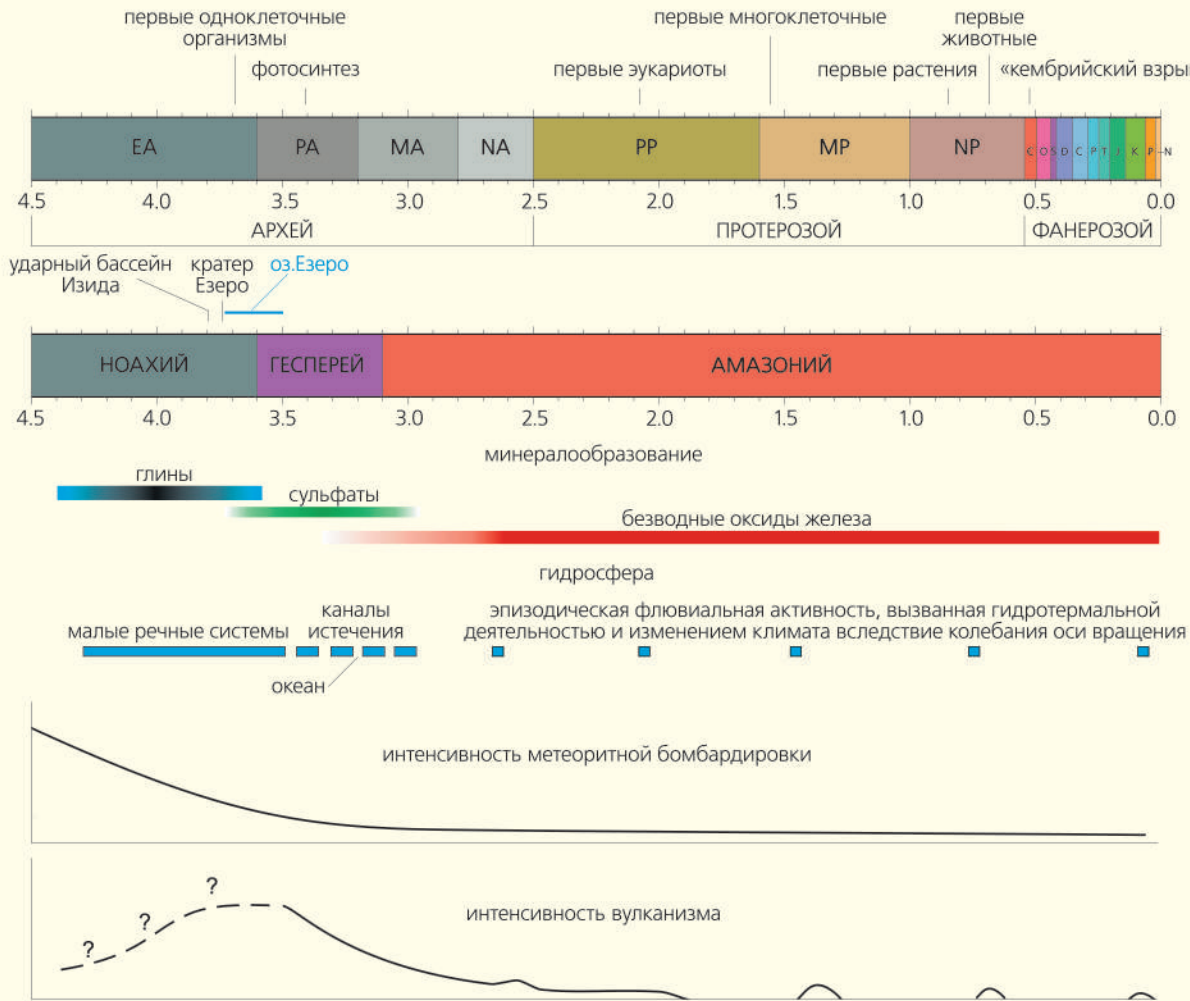 первые одноклеточные
организмы
первые многоклеточные
первые
животные
фотосинтез
первые эукариоты
первые растения
«кембрийский взры
EA PA MA NA PP MP NP Є O S D C P T J K P N
4.5 4.0 3.5 3.0 2.5 2.0 1.5 1.0 0.5 0.0
АРХЕЙ ПРОТЕРОЗОЙ ФАНЕРОЗОЙ
ударный бассейн
Изида
кратер
Езеро
оз.Езеро
НОАХИЙ ГЕСПЕРЕЙ АМАЗОНИЙ
4.5 4.0 3.5 3.0 2.5 2.0 1.5 1.0 0.5 0.0
минералообразование
глины
сульфаты
безводные оксиды железа
гидросфера
малые речные системы
каналы
истечения
эпизодическая флювиальная активность, вызванная гидротермальной
деятельностью и изменением климата вследствие колебания оси вращения
океан
интенсивность метеоритной бомбардировки
? ? ?
интенсивность вулканизма